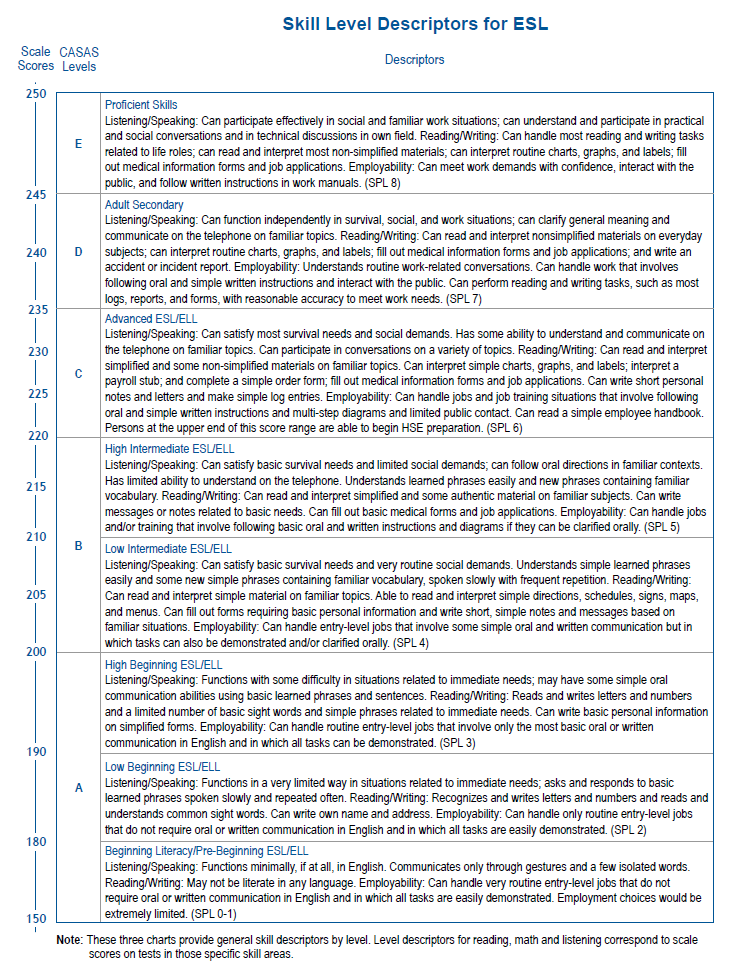 Skill Level Descriptors for ESL
Scale Scores
CASAS Levels
Descriptors
250
E
Proficient Skills
Listening/Speaking: Can participate effectively in social and familiar work situations; can understand and participate in practical
and social conversations and in technical discussions in own field. Reading/Writing: Can handle most reading and writing tasks
related to life roles; can read and interpret most non-simplified materials; can interpret routine charts, graphs, and labels; fill
out medical information forms and job applications. Employability: Can meet work demands with confidence, interact with the
public, and follow written instructions in work manuals. (SPL 8)
245
Adult Secondary
Listening/Speaking: Can function independently in survival, social, and work situations; can clarify general meaning and
communicate on the telephone on familiar topics. Reading/Writing: Can read and interpret nonsimplified materials on everyday
240
D
subjects; can interpret routine charts, graphs, and labels; fill out medical information forms and job applications; and write an
accident or incident report. Employability: Understands routine work-related conversations. Can handle work that involves
following oral and simple written instructions and interact with the public. Can perform reading and writing tasks, such as most
logs, reports, and forms, with reasonable accuracy to meet work needs. (SPL 7)
235
Advanced ESL/ELL
Listening/Speaking: Can satisfy most survival needs and social demands. Has some ability to understand and communicate on
230
the telephone on familiar topics. Can participate in conversations on a variety of topics. Reading/Writing: Can read and interpret
simplified and some non-simplified materials on familiar topics. Can interpret simple charts, graphs, and labels; interpret a
C
payroll stub; and complete a simple order form; fill out medical information forms and job applications. Can write short personal
225
notes and letters and make simple log entries. Employability: Can handle jobs and job training situations that involve following
oral and simple written instructions and multi-step diagrams and limited public contact. Can read a simple employee handbook.
Persons at the upper end of this score range are able to begin HSE preparation. (SPL 6)
220
High Intermediate ESL/ELL
Listening/Speaking: Can satisfy basic survival needs and limited social demands; can follow oral directions in familiar contexts.
Has limited ability to understand on the telephone. Understands learned phrases easily and new phrases containing familiar
215
vocabulary. Reading/Writing: Can read and interpret simplified and some authentic material on familiar subjects. Can write
messages or notes related to basic needs. Can fill out basic medical forms and job applications. Employability: Can handle jobs
and/or training that involve following basic oral and written instructions and diagrams if they can be clarified orally. (SPL 5)
210
B
Low Intermediate ESL/ELL
Listening/Speaking: Can satisfy basic survival needs and very routine social demands. Understands simple learned phrases
easily and some new simple phrases containing familiar vocabulary, spoken slowly with frequent repetition. Reading/Writing:
205
Can read and interpret simple material on familiar topics. Able to read and interpret simple directions, schedules, signs, maps,
and menus. Can fill out forms requiring basic personal information and write short, simple notes and messages based on
familiar situations. Employability: Can handle entry-level jobs that involve some simple oral and written communication but in
which tasks can also be demonstrated and/or clarified orally. (SPL 4)
200
High Beginning ESL/ELL
Listening/Speaking: Functions with some difficulty in situations related to immediate needs; may have some simple oral
communication abilities using basic learned phrases and sentences. Reading/Writing: Reads and writes letters and numbers
and a limited number of basic sight words and simple phrases related to immediate needs. Can write basic personal information
on simplified forms. Employability: Can handle routine entry-level jobs that involve only the most basic oral or written
communication in English and in which all tasks can be demonstrated. (SPL 3)
190
Low Beginning ESL/ELL
Listening/Speaking: Functions in a very limited way in situations related to immediate needs; asks and responds to basic
A
learned phrases spoken slowly and repeated often. Reading/Writing: Recognizes and writes letters and numbers and reads and
understands common sight words. Can write own name and address. Employability: Can handle only routine entry-level jobs
that do not require oral or written communication in English and in which all tasks are easily demonstrated. (SPL 2)
180
Beginning Literacy/Pre-Beginning ESL/ELL
Listening/Speaking: Functions minimally, if at all, in English. Communicates only through gestures and a few isolated words.
Reading/Writing: May not be literate in any language. Employability: Can handle very routine entry-level jobs that do not
require oral or written communication in English and in which all tasks are easily demonstrated. Employment choices would be
extremely limited. (SPL 0-1)
150
Note: These three charts provide general skill descriptors by level. Level descriptors for reading, math and listening correspond to scale
scores on tests in those specific skill areas.